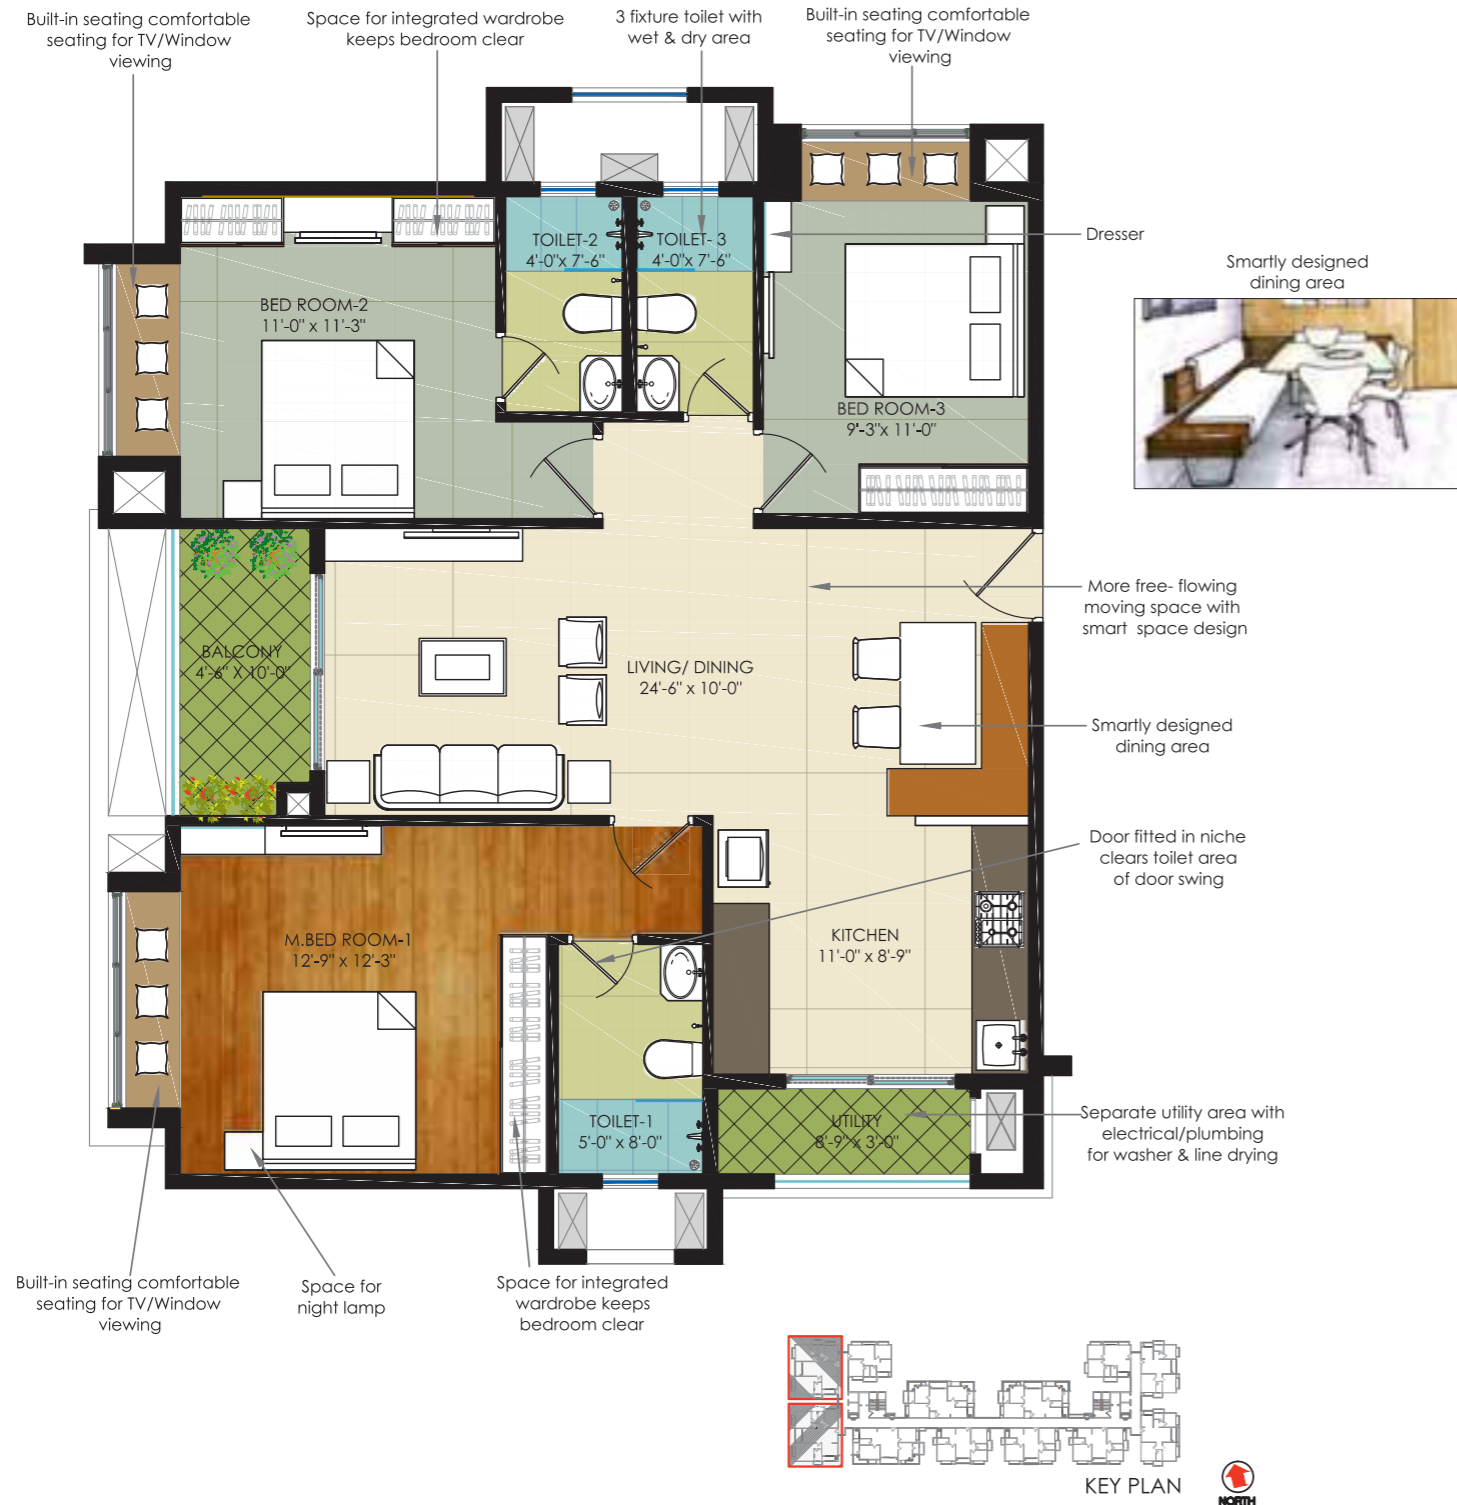 Built-in seating comfortable
seating for TV/Window
viewing
Space for integrated wardrobe
keeps bedroom clear
3 fixture toilet with
wet & dry area
Built-in seating comfortable
seating for TV/Window
viewing
Dresser
Smartly designed
dining area
TOILET-2
4'-0"x 7'-6"
TOILET- 3
4'-0"x 7'-6"
BED ROOM-2
11'-0" x 11'-3"
BED ROOM-3
9'-3"x 11'-0"
More free- flowing
moving space with
smart space design
BALCONY
4'-6" X 10'-0"
LIVING/ DINING
24'-6" x 10'-0"
Smartly designed
dining area
Door fitted in niche
clears toilet area
of door swing
M.BED ROOM-1
12'-9" x 12'-3"
KITCHEN
11'-0" x 8'-9"
TOILET-1
5'-0" x 8'-0"
UTILITY
8'-9" x 3'-0"
Separate utility area with
electrical/plumbing
for washer & line drying
Built-in seating comfortable
seating for TV/Window
viewing
Space for
night lamp
Space for integrated
wardrobe keeps
bedroom clear
KEY PLAN
NORTH